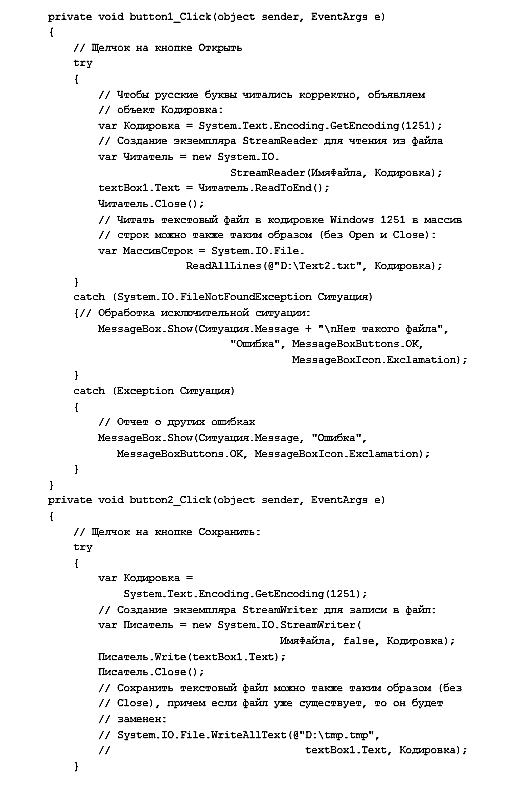 private void button1_Click(object sender, EventArgs e)
{
// Щелчок на кнопке Открыть
try
{
// Чтобы русские буквы читались корректно, объявляем
// объект Кодировка:
var Кодировка = System.Text.Encoding.GetEncoding(1251);
// Создание экземпляра StreamReader для чтения из файла
var Читатель = new System.IO.
StreamReader(ИмяФайла, Кодировка);
textBox1.Text = Читатель.ReadToEnd();
Читатель.Close();
// Читать текстовый файл в кодировке Windows 1251 в массив
// строк можно также таким образом (без Open и Close):
var МассивСтрок = System.IO.File.
ReadAllLines(@"D:\Text2.txt", Кодировка);
}
catch (System.IO.FileNotFoundException Ситуация)
{// Обработка исключительной ситуации:
MessageBox.Show(Ситуация.Message + "\nНет такого файла",
"Ошибка", MessageBoxButtons.OK,
MessageBoxIcon.Exclamation);
}
catch (Exception Ситуация)
{
// Отчет о других ошибках
MessageBox.Show(Ситуация.Message, "Ошибка",
MessageBoxButtons.OK, MessageBoxIcon.Exclamation);
}
}
private void button2_Click(object sender, EventArgs e)
{
// Щелчок на кнопке Сохранить:
try
{
var Кодировка =
System.Text.Encoding.GetEncoding(1251);
// Создание экземпляра StreamWriter для записи в файл:
var Писатель = new System.IO.StreamWriter(
ИмяФайла, false, Кодировка);
Писатель.Write(textBox1.Text);
Писатель.Close();
// Сохранить текстовый файл можно также таким образом (без
// Close), причем если файл уже существует, то он будет
// заменен:
// System.IO.File.WriteAllText(@"D:\tmp.tmp",
// textBox1.Text, Кодировка);
}